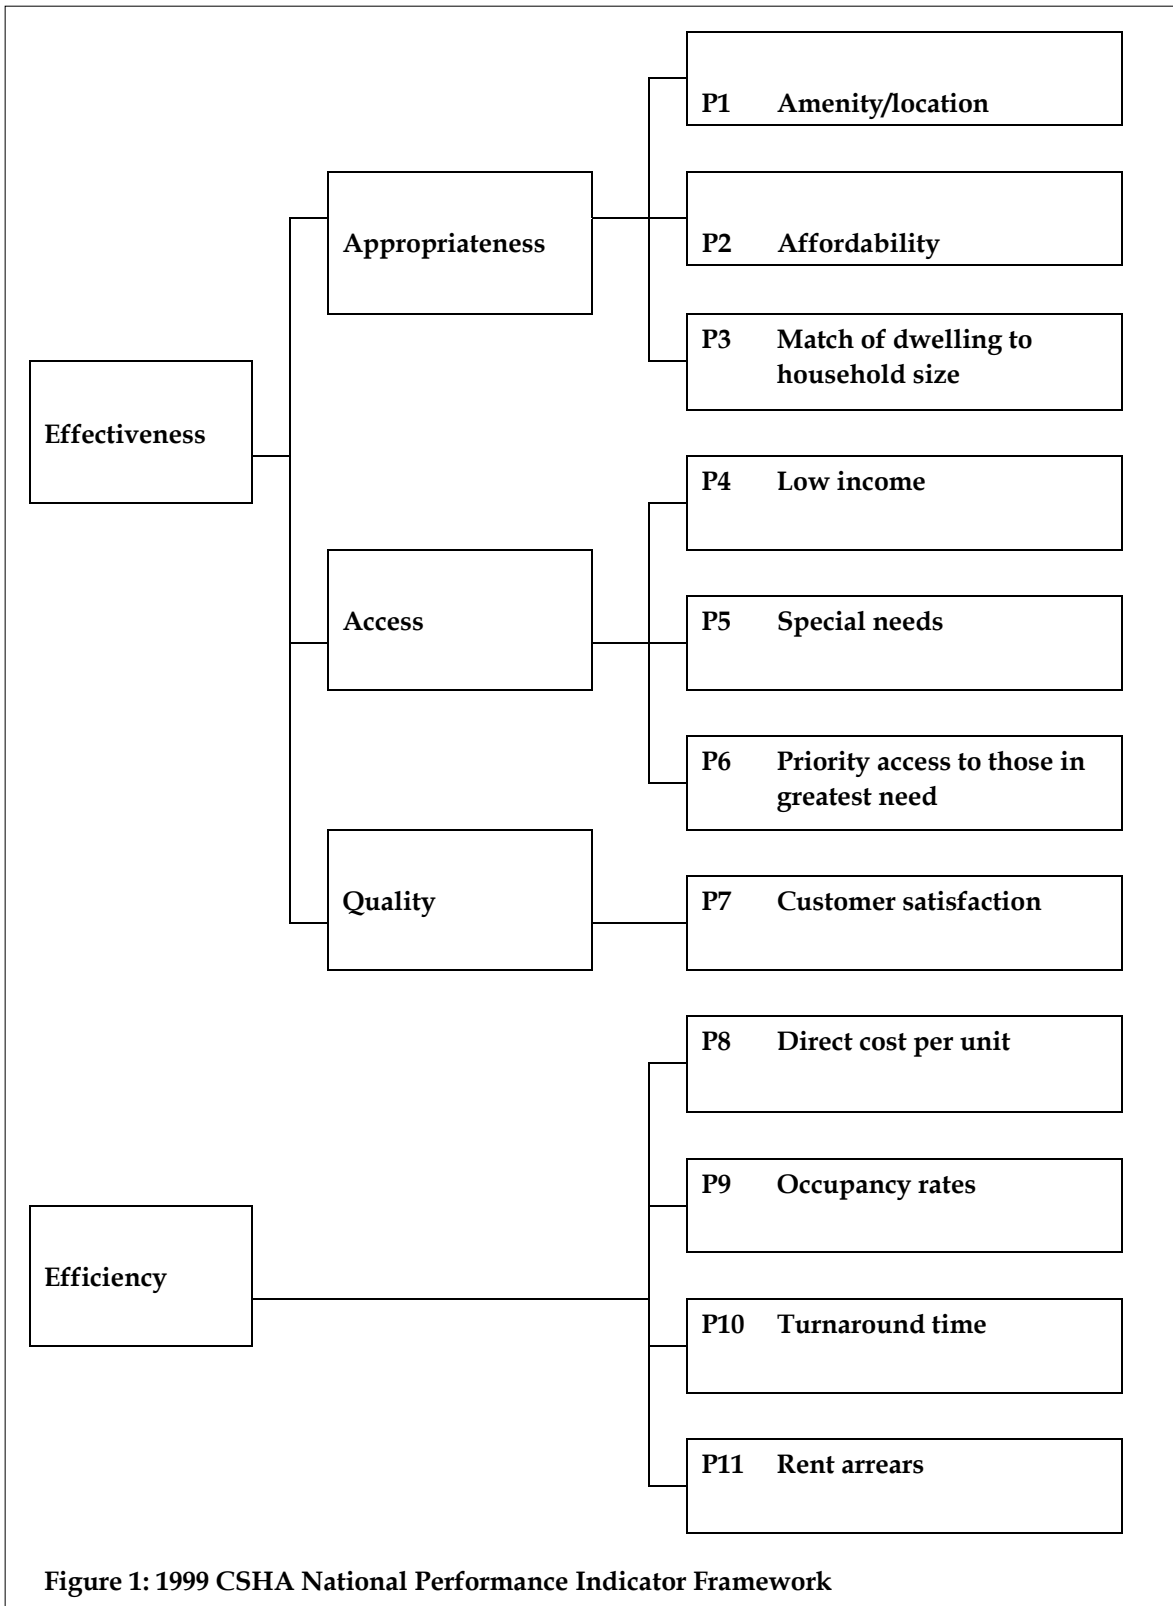 P1 Amenity/location
Appropriateness
P2 Affordability
P3 Match of dwelling to
household size
Effectiveness
P4 Low income
Access
P5 Special needs
P6 Priority access to those in
greatest need
Quality
P7 Customer satisfaction
P8 Direct cost per unit
P9 Occupancy rates
Efficiency
P10 Turnaround time
P11 Rent arrears
Figure 1: 1999 CSHA National Performance Indicator Framework